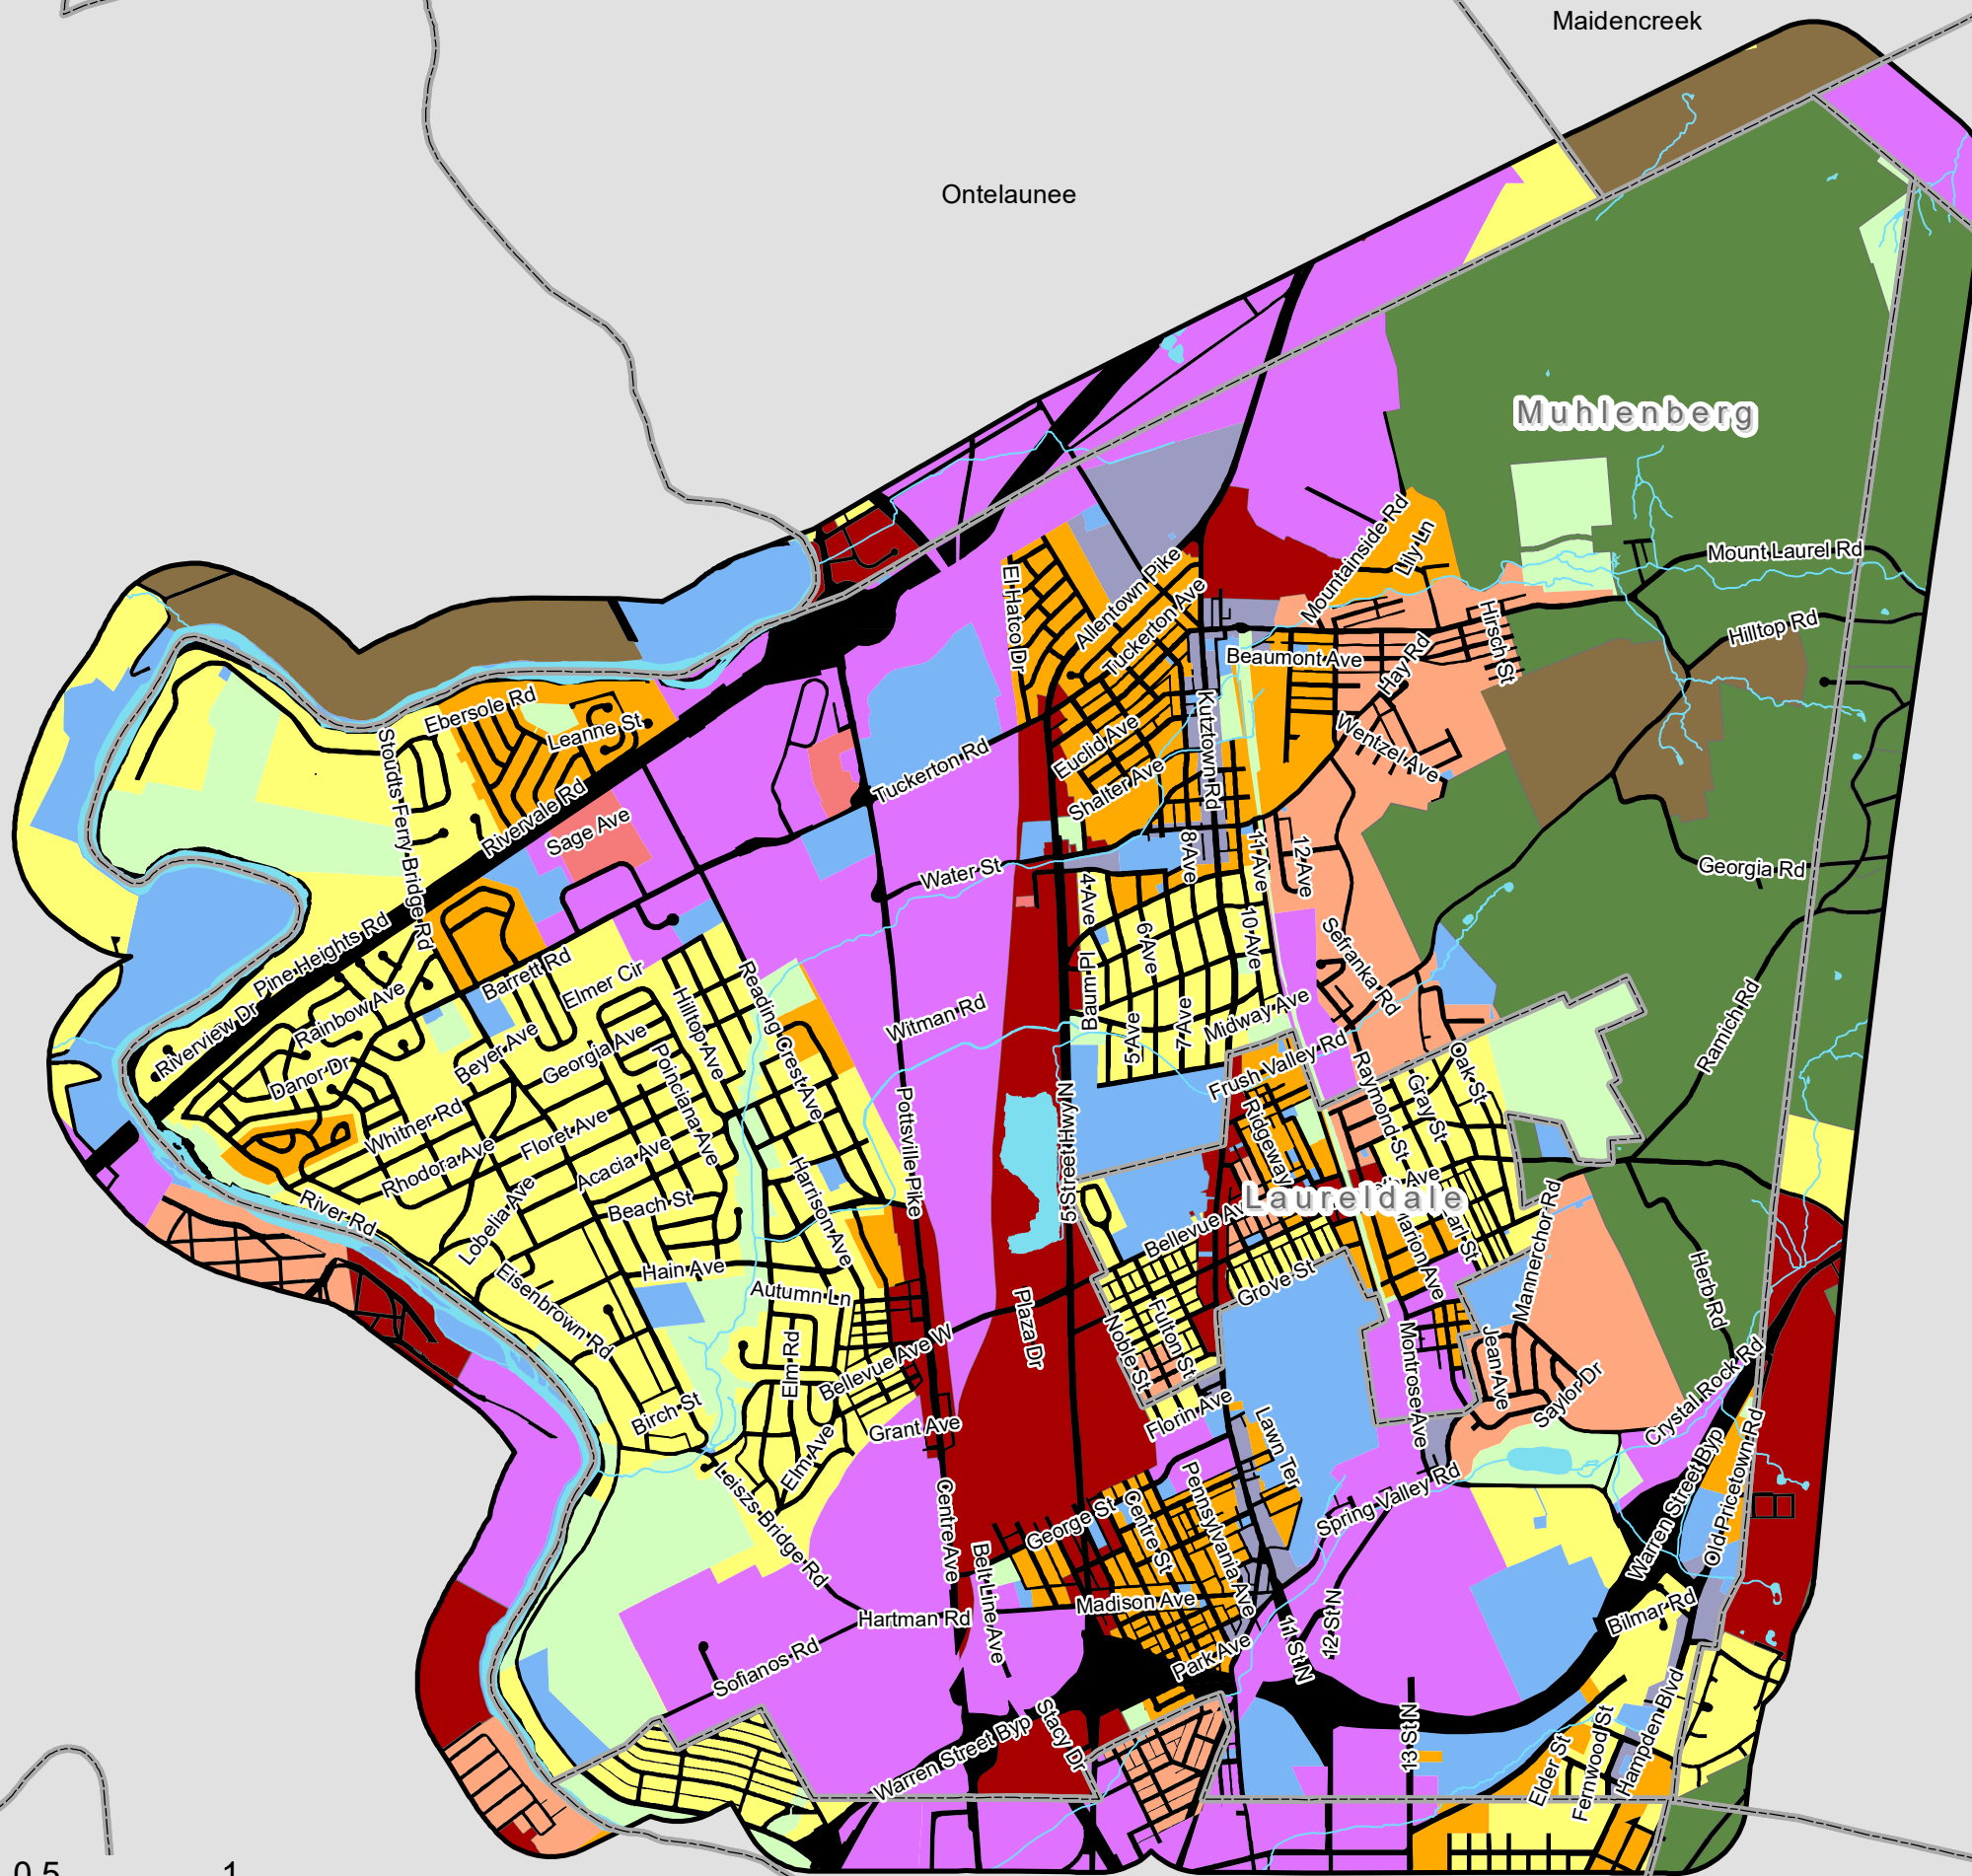 Maidencreek
Ontelaunee
Muhlenberg
Mount Laurel Rd
Mountainside Rd
Lily Ln
El Hatco Dr
Allentown Pike
Tuckerton Ave
Hirsch St
Hilltop Rd
Beaumont Ave
Hay Rd
Ebersole Rd
Leanne St
Stoudts Ferry Bridge Rd
Kutztown Rd
Wentzel Ave
Euclid Ave
Tuckerton Rd
Shalter Ave
Rivervale Rd
Sage Ave
Water St
4 Ave
8 Ave
11 Ave
12 Ave
Georgia Rd
6 Ave
10 Ave
Sefranka Rd
Pine Heights Rd
Barrett Rd
Elmer Cir
Riverview Dr
Rainbow Ave
Hilltop Ave
Reading Crest Ave
Witman Rd
Banum Pl
5 Ave
7 Ave
Midway Ave
Ramich Rd
Danor Dr
Beyer Ave
Georgia Ave
Poinciana Ave
Frush Valley Rd
Raymond St
Gray St
Oak St
Whitner Rd
Floret Ave
Rhodora Ave
Acacia Ave
Pottsville Pike
5 Street Hwy N
Ridgeway
Laureldale
River Rd
Lobelia Ave
Beach St
Harrison Ave
Bellevue Av
Marion Ave
Mannerchor Rd
Hain Ave
Eisenbrown Rd
Autumn Ln
Grove St
Herb Rd
Plaza Dr
Noble St
Fulton St
Montrose Ave
Jean Ave
Elm Rd
Bellevue Ave W
Saylor Dr
Crystal Rock Rd
Birch St
Grant Ave
Florin Ave
Lawn Ter
Elm Ave
Leiszs Bridge Rd
Centre Ave
George St
Centre St
Pennsylvania Ave
Spring Valley Rd
Warren Street Byp
Old Pricetown Rd
Belt Line Ave
Madison Ave
Hartman Rd
11 St N
12 St N
Bilmar Rd
Sofianos Rd
Park Ave
Stacy Dr
Warren Street Byp
13 St N
Elder St
Fernwood St
Hampden Blvd
0.5 1